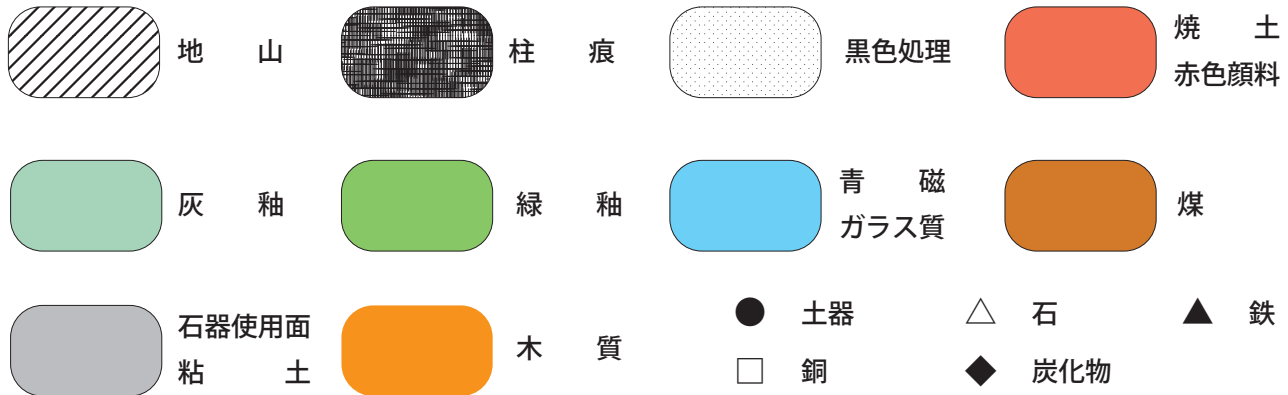 地　山
柱　痕
黒色処理
焼　土
赤色顔料
灰　釉
緑　釉
青　磁
ガラス質
煤
石器使用面
粘　土
木　質
土器
石
鉄
銅
炭化物